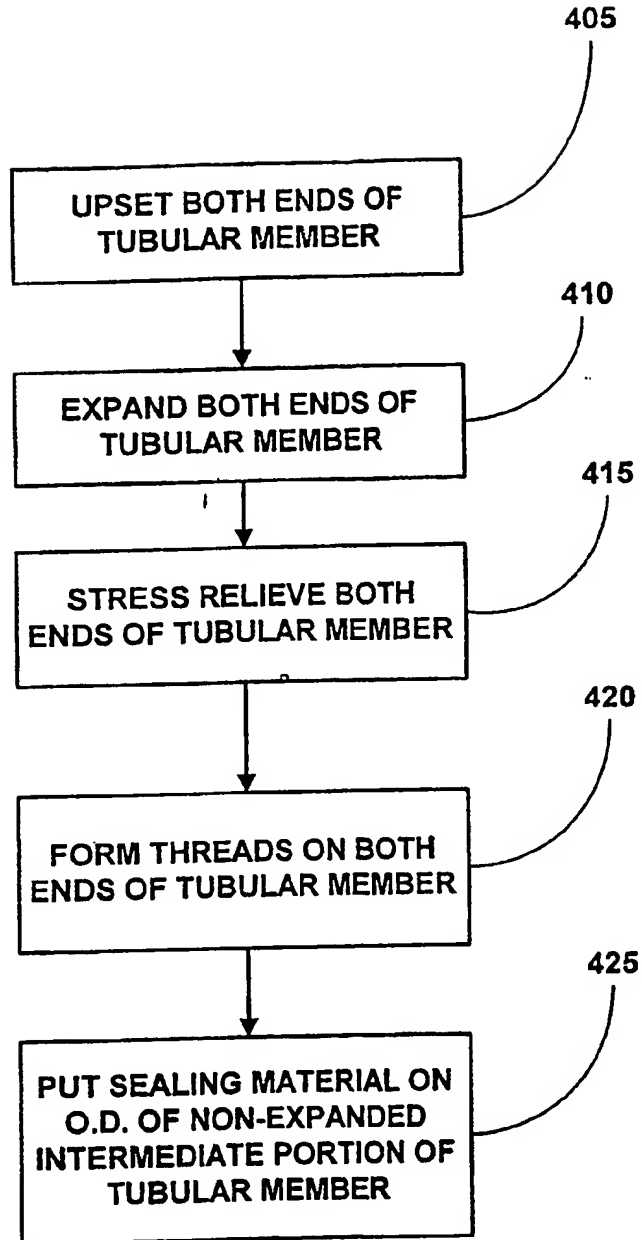 405
UPSET BOTH ENDS OF
TUBULAR MEMBER
410
EXPAND BOTH ENDS OF
TUBULAR MEMBER
415
STRESS RELIEVE BOTH
ENDS OF TUBULAR MEMBER
420
FORM THREADS ON BOTH
ENDS OF TUBULAR MEMBER
425
PUT SEALING MATERIAL ON
O.D. OF NON-EXPANDED
INTERMEDIATE PORTION OF
TUBULAR MEMBER